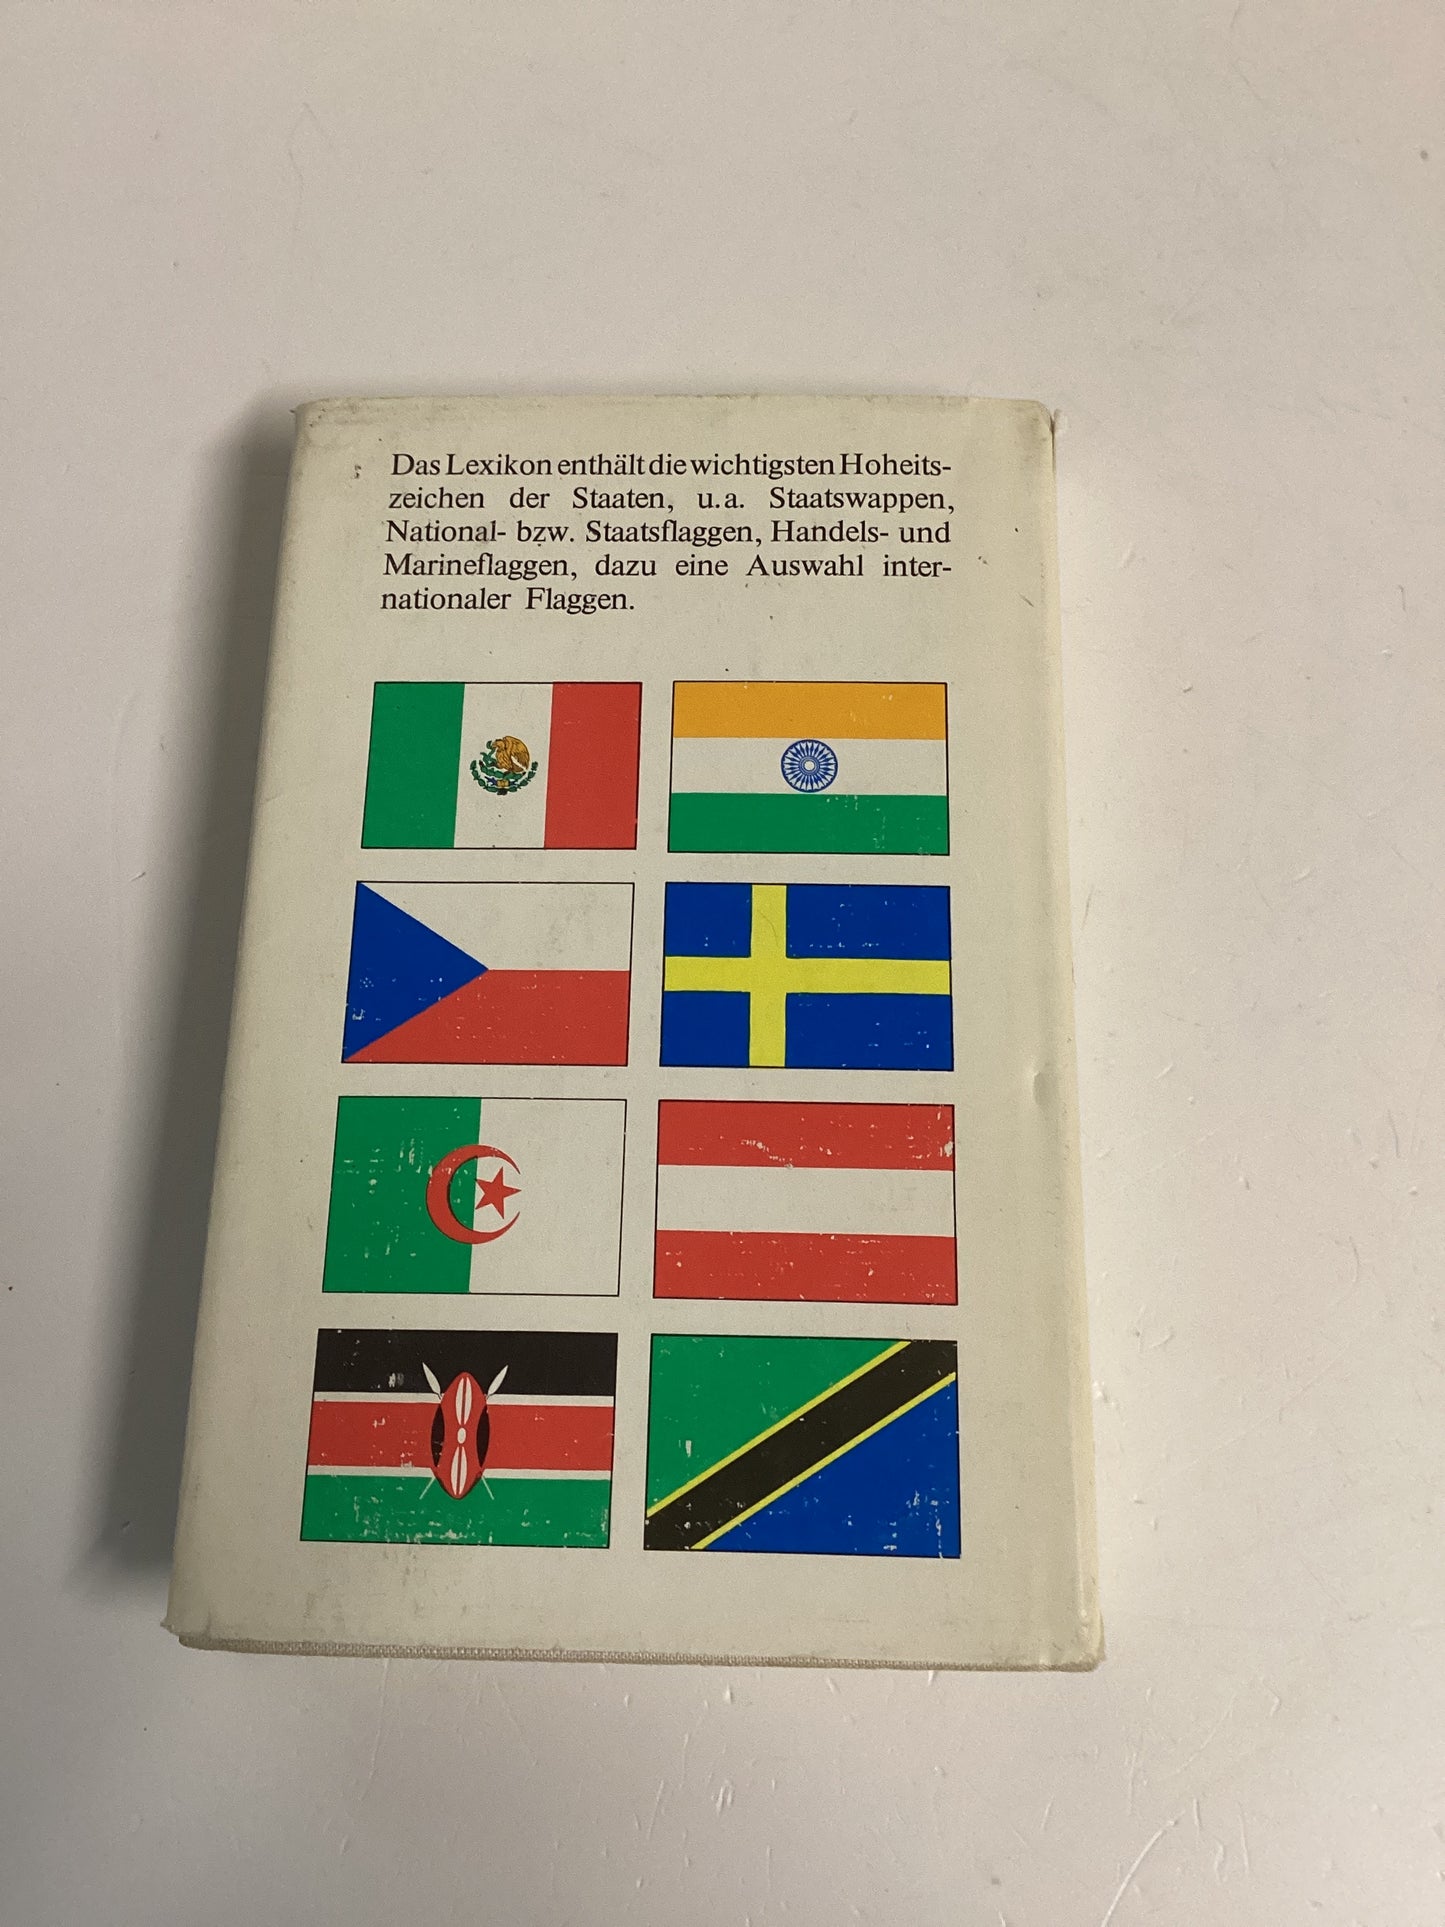 Das Lexikon enthält die wichtigsten Hoheits-
zeichen der Staaten, u. a. Staatswappen,
National- bzw. Staatsflaggen, Handels- und
Marineflaggen, dazu eine Auswahl inter-
nationaler Flaggen.